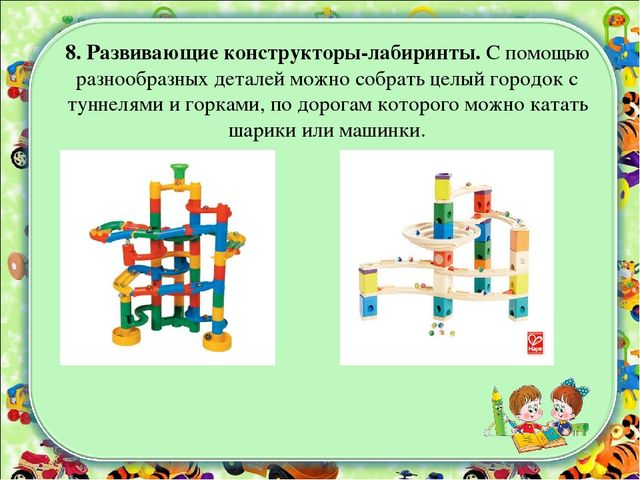 8. Развивающие конструкторы-лабиринты. С помощью
разнообразных деталей можно собрать целый городок с
туннелями и горками, по дорогам которого можно катать
шарики или машинки.
Hape